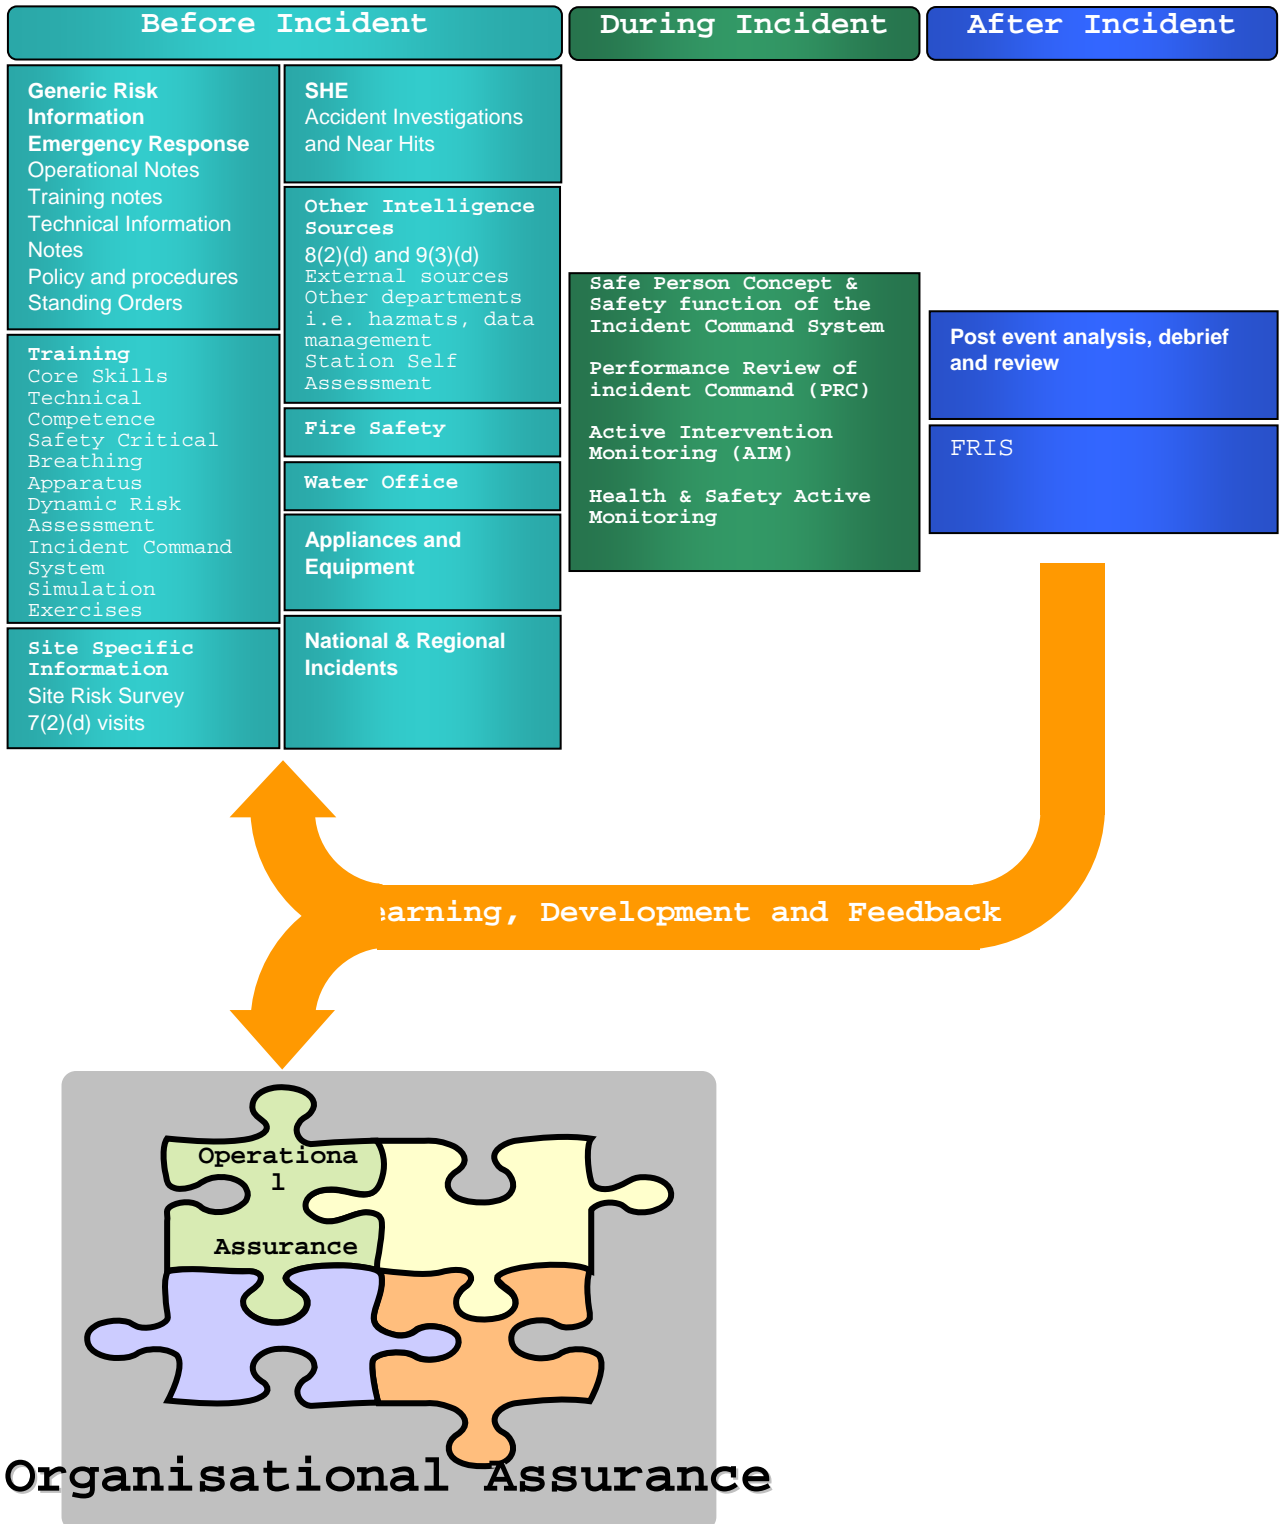 Before Incident
During Incident
After Incident
Generic Risk
Information
Emergency Response
Operational Notes
Training notes
Technical Information
Notes
Policy and procedures
Standing Orders
Training
Core Skills
Technical
Competence
Safety Critical
Breathing
Apparatus
Dynamic Risk
Assessment
Incident Command
System
Simulation
Exercises
Site Specific
Information
Site Risk Survey
7(2)(d) visits
SHE
Accident Investigations
and Near Hits
Other Intelligence
Sources
8(2)(d) and 9(3)(d)
External sources
Other departments
i.e. hazmats, data
management
Station Self
Assessment
Fire Safety
Water Office
Appliances and
Equipment
National & Regional
Incidents
Safe Person Concept &
Safety function of the
Incident Command System
Performance Review of
incident Command (PRC)
Active Intervention
Monitoring (AIM)
Health & Safety Active
Monitoring
Post event analysis, debrief
and review
FRIS
earning, Development and Feedback
Operationa
l
Assurance
Organisational Assurance